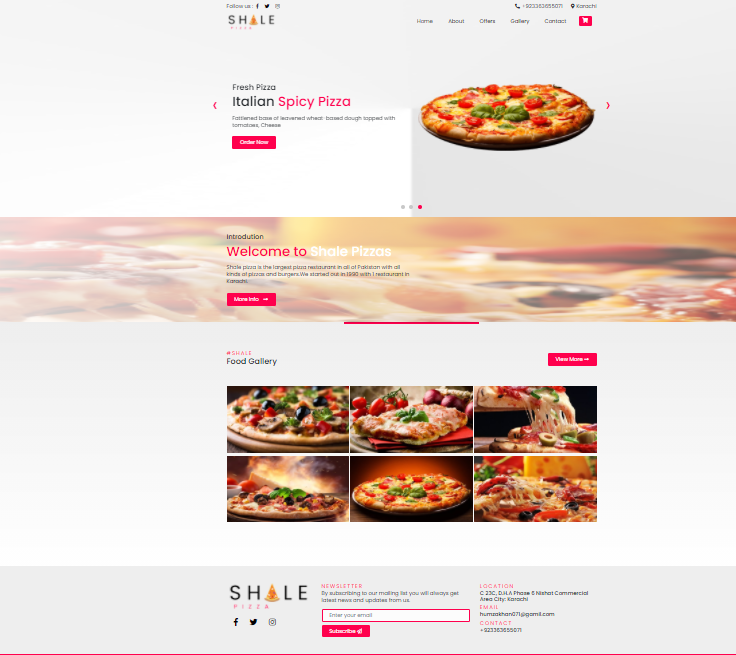 Follow us :
+923363655071
Karachi
SHALE
PIZZA
Home About Offers Gallery Contact
Fresh Pizza
Italian Spicy Pizza
Fattened base of leavened wheat-based dough topped with
tomatoes, Cheese
Order Now
Introdution
Welcome to Shale Pizzas
Shale pizza is the largest pizza restaurant in all of Pakistan with all
kinds of pizzas and burgers.We started out in 1990 with 1 restaurant in
Karachi.
More Info
#SHALE
Food Gallery
View More
SHALE
PIZZA
NEWSLETTER
By subscribing to our mailing list you will always get
latest news and updates from us.
Enter your email
Subscribe
LOCATION
C 23C, D.H.A Phase 6 Nishat Commercial
Area City: Karachi
EMAIL
humzakhan071@gamil.com
CONTACT
+923363655071